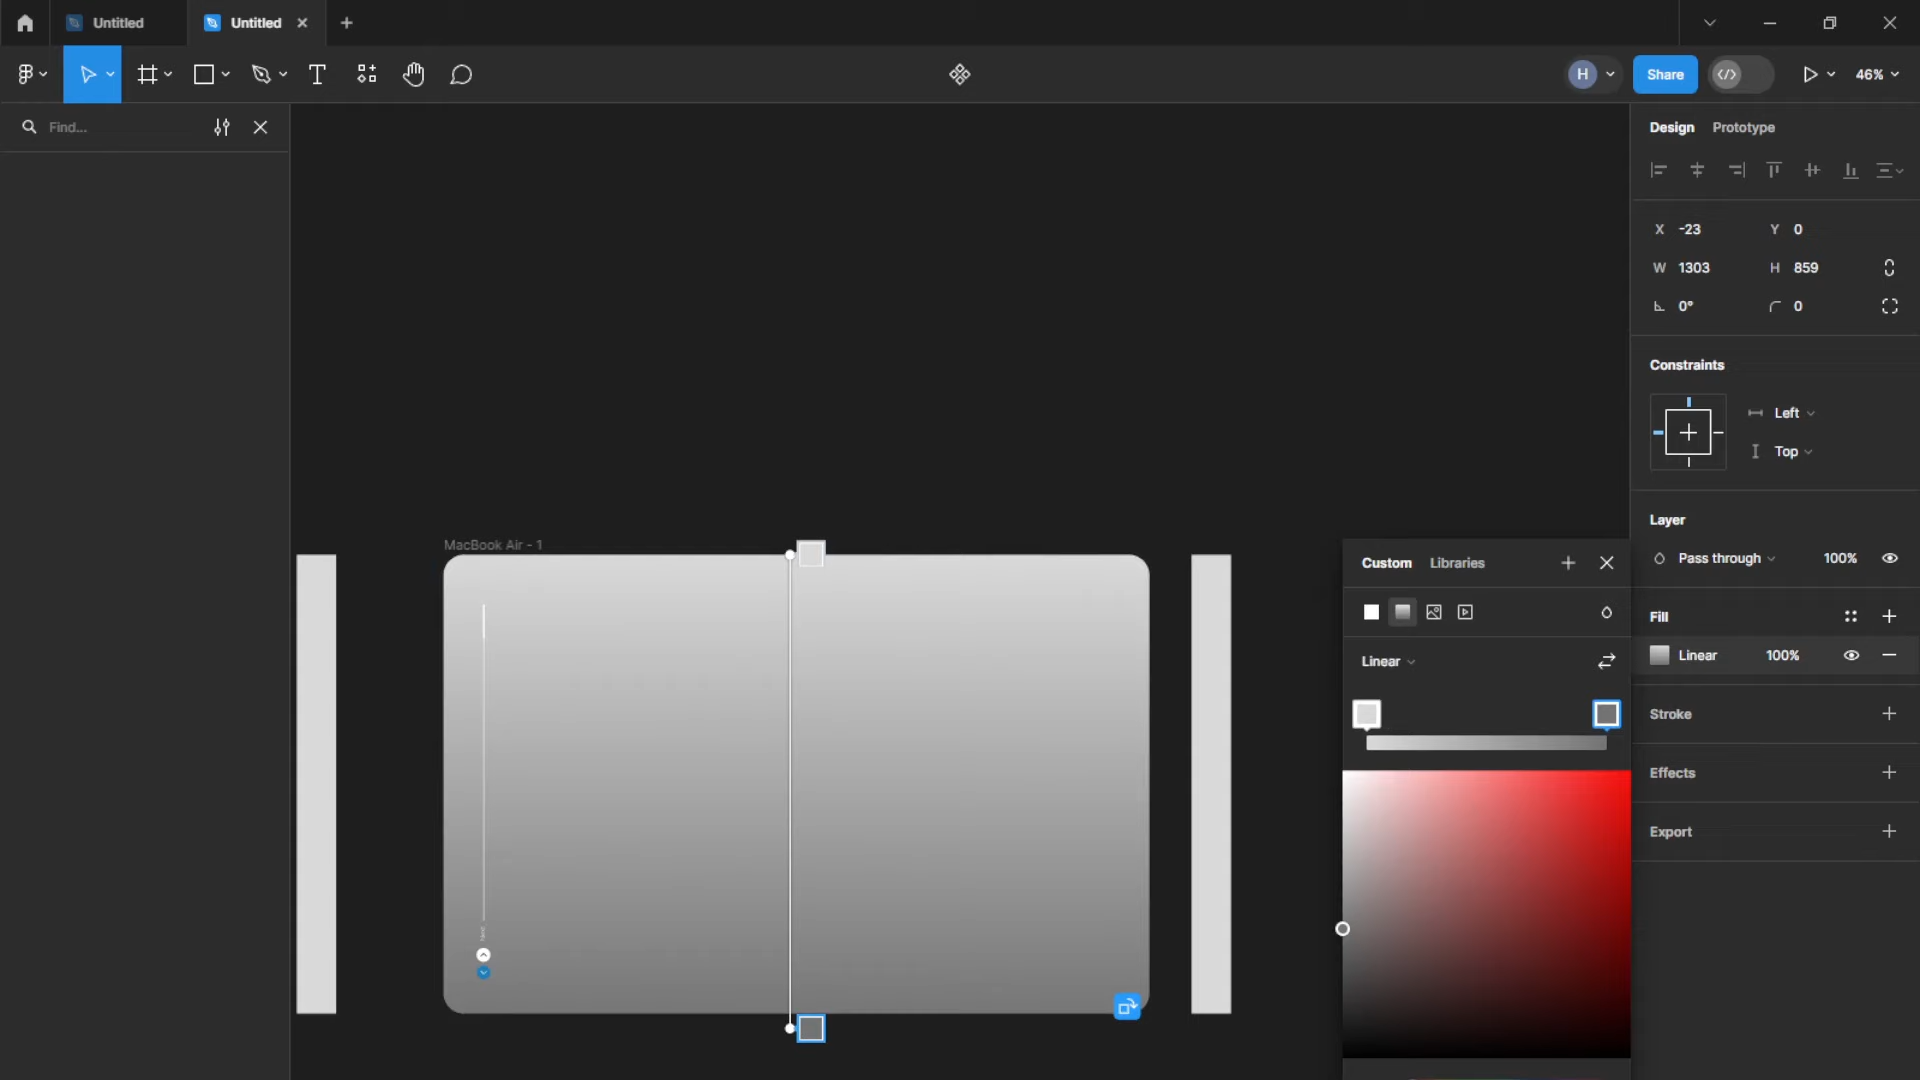 Untitled
Untitled
H
Share
46%
Find...
Design
Prototype
X -23
Y 0
W 1303
H 859
0°
0
Constraints
Left
Top
Layer
Pass through
100%
Fill
Linear
100%
Stroke
Effects
Export
MacBook Air - 1
Custom
Libraries
Linear